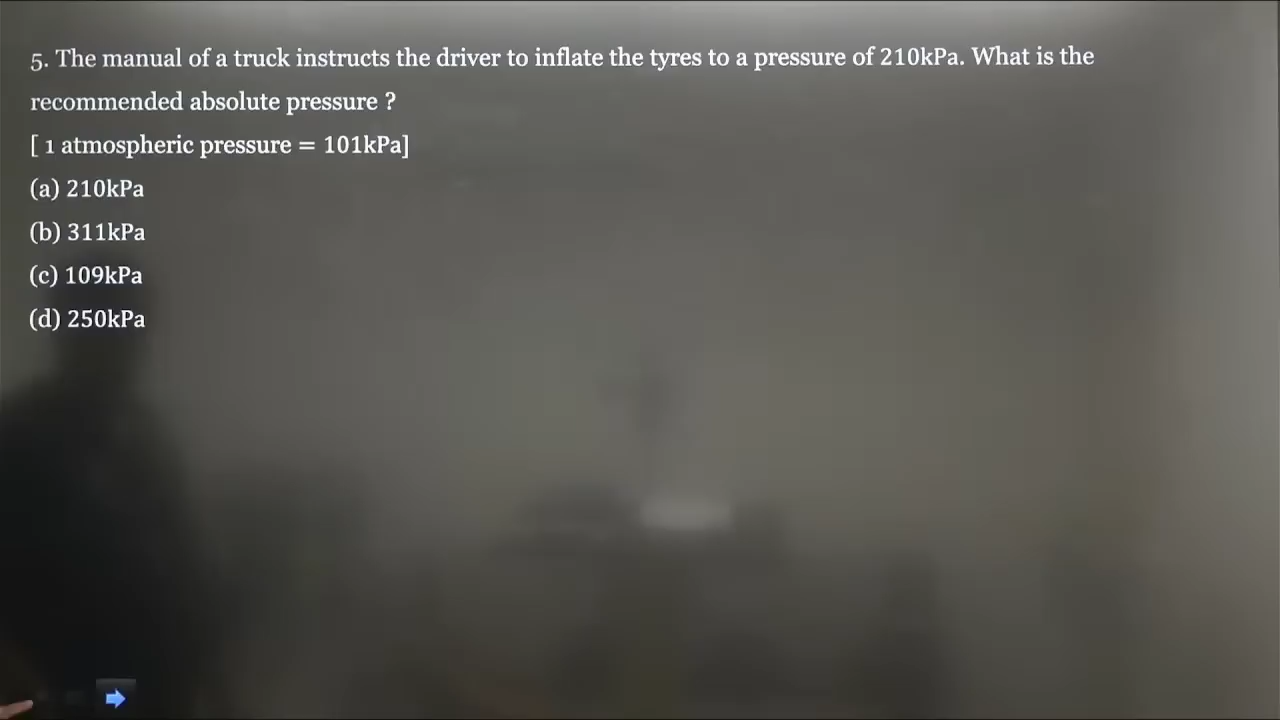 5. The manual of a truck instructs the driver to inflate the tyres to a pressure of 210kPa. What is the
recommended absolute pressure ?
[ 1 atmospheric pressure = 101kPa]
(a) 210kPa
(b) 311kPa
(c) 109kPa
(d) 250kPa